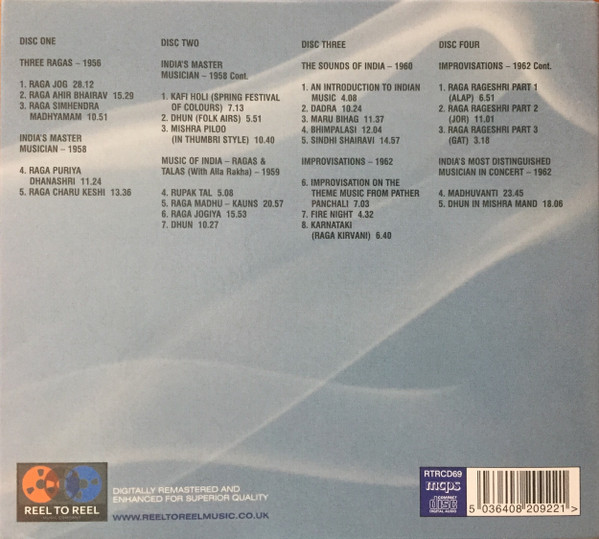 DISC ONE
THREE RAGAS – 1956
1. RAGA JOG 28.12
2. RAGA AHIR BHAIRAV 15.29
3. RAGA SIMHENDRA
MADHYAMAM 10.51
INDIA'S MASTER
MUSICIAN – 1958
4. RAGA PURIYA
DHANASHRI 11.24
5. RAGA CHARU KESHI 13.36
DISC TWO
INDIA'S MASTER
MUSICIAN – 1958 Cont.
1. KAFI HOLI (SPRING FESTIVAL
OF COLOURS) 7.13
2. DHUN (FOLK AIRS) 5.51
3. MISHRA PILOO
(IN THUMBRI STYLE) 10.40
MUSIC OF INDIA – RAGAS &
TALAS (With Alla Rakha) – 1959
4. RUPAK TAL 5.08
5. RAGA MADHU – KAUNS 20.57
6. RAGA JOGIYA 15.53
7. DHUN 10.27
DISC THREE
THE SOUNDS OF INDIA – 1960
1. AN INTRODUCTION TO INDIAN
MUSIC 4.08
2. DADRA 10.24
3. MARU BIHAG 11.37
4. BHIMPALASI 12.04
5. SINDHI SHAIRAVI 14.57
IMPROVISATIONS – 1962
6. IMPROVISATION ON THE
THEME MUSIC FROM PATHER
PANCHALI 7.03
7. FIRE NIGHT 4.32
8. KARNATAKI
(RAGA KIRVANI) 6.40
DISC FOUR
IMPROVISATIONS – 1962 Cont.
1. RAGA RAGESHRI PART 1
(ALAP) 6.51
2. RAGA RAGESHRI PART 2
(JOR) 11.01
3. RAGA RAGESHRI PART 3
(GAT) 3.18
INDIA'S MOST DISTINGUISHED
MUSICIAN IN CONCERT – 1962
4. MADHUVANTI 23.45
5. DHUN IN MISHRA MAND 18.06
REEL TO REEL
MUSIC COMPANY
DIGITALLY REMASTERED AND
ENHANCED FOR SUPERIOR QUALITY
WWW.REELTOREELMUSIC.CO.UK
RTRCD69
mcps
COMPACT
disc
DIGITAL AUDIO
5 036408 209221 >